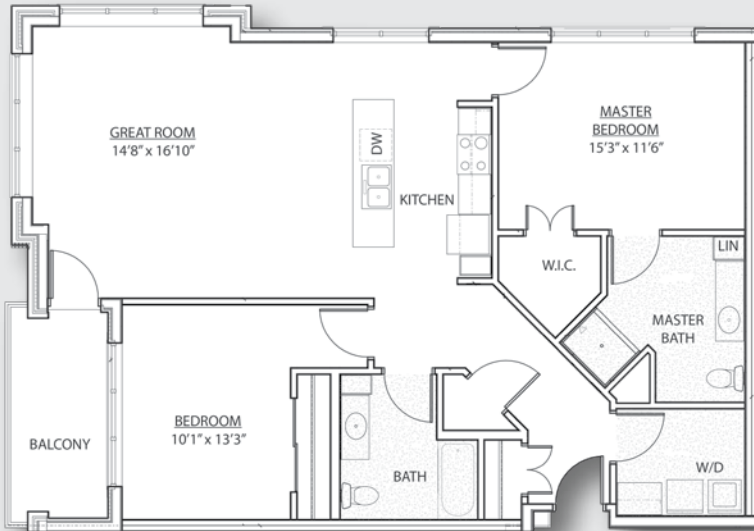 GREAT ROOM
14'8" x 16'10"
DW
KITCHEN
MASTER
BEDROOM
15'3" x 11'6"
LIN
W.I.C.
MASTER
BATH
BEDROOM
10'1" x 13'3"
BALCONY
BATH
W/D